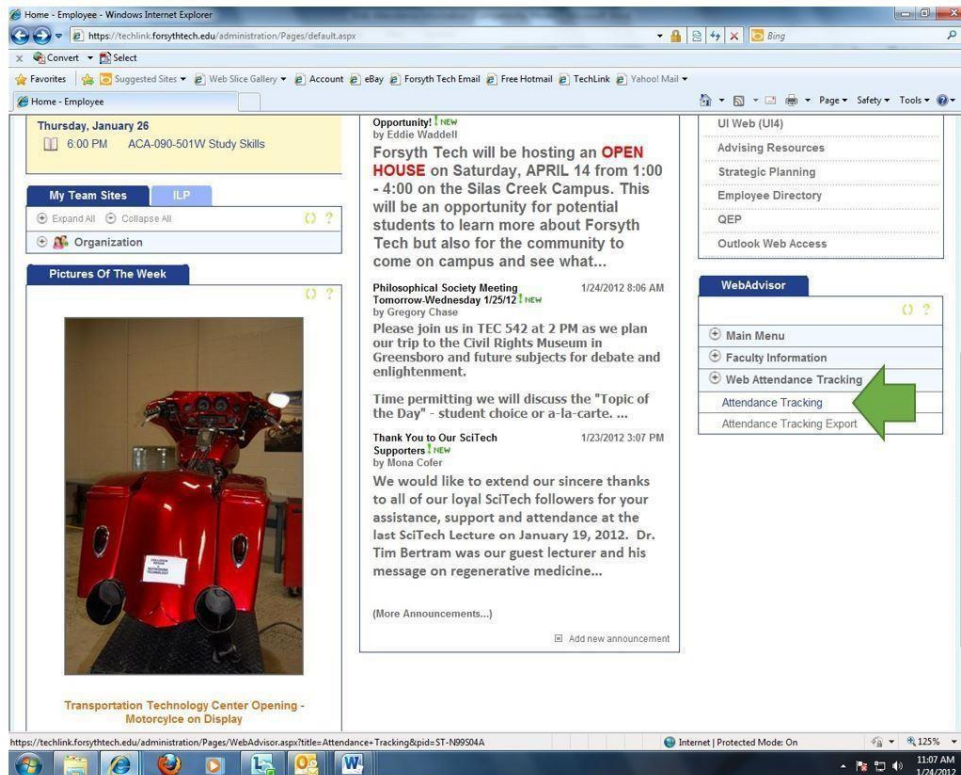 Home - Employee - Windows Internet Explorer
https://techlink.forsythtech.edu/administration/Pages/default.aspx
Bing
x Convert Select
Favorites Suggested Sites Web Slice Gallery Account eBay Forsyth Tech Email Free Hotmail TechLink Yahoo! Mail
Home - Employee
Page Safety Tools
Thursday, January 26
6:00 PM ACA-090-501W Study Skills
My Team Sites ILP
Expand All Collapse All
Organization
Pictures Of The Week
Transportation Technology Center Opening -
Motorylce on Display
Opportunity! NEW
by Eddie Waddell
Forsyth Tech will be hosting an OPEN
HOUSE on Saturday, APRIL 14 from 1:00
- 4:00 on the Silas Creek Campus. This
will be an opportunity for potential
students to learn more about Forsyth
Tech but also for the community to
come on campus and see what...
Philosophical Society Meeting 1/24/2012 8:06 AM
Tomorrow-Wednesday 1/25/12 ! NEW
by Gregory Chase
Please join us in TEC 542 at 2 PM as we plan
our trip to the Civil Rights Museum in
Greensboro and future subjects for debate and
enlightenment.
Time permitting we will discuss the "Topic of
the Day" - student choice or a-la-carte. ...
Thank You to Our SciTech 1/23/2012 3:07 PM
Supporters ! NEW
by Mona Cofer
We would like to extend our sincere thanks
to all of our loyal SciTech followers for your
assistance, support and attendance at the
last SciTech Lecture on January 19, 2012. Dr.
Tim Bertram was our guest lecturer and his
message on regenerative medicine...
(More Announcements...)
Add new announcement
UI Web (UI4)
Advising Resources
Strategic Planning
Employee Directory
QEP
Outlook Web Access
WebAdvisor
Main Menu
Faculty Information
Web Attendance Tracking
Attendance Tracking
Attendance Tracking Export
https://techlink.forsythtech.edu/administration/Pages/WebAdvisor.aspx?title=Attendance+Tracking&pid=ST-N99S04A
Internet | Protected Mode: On
125%
11:07 AM
1/24/2012